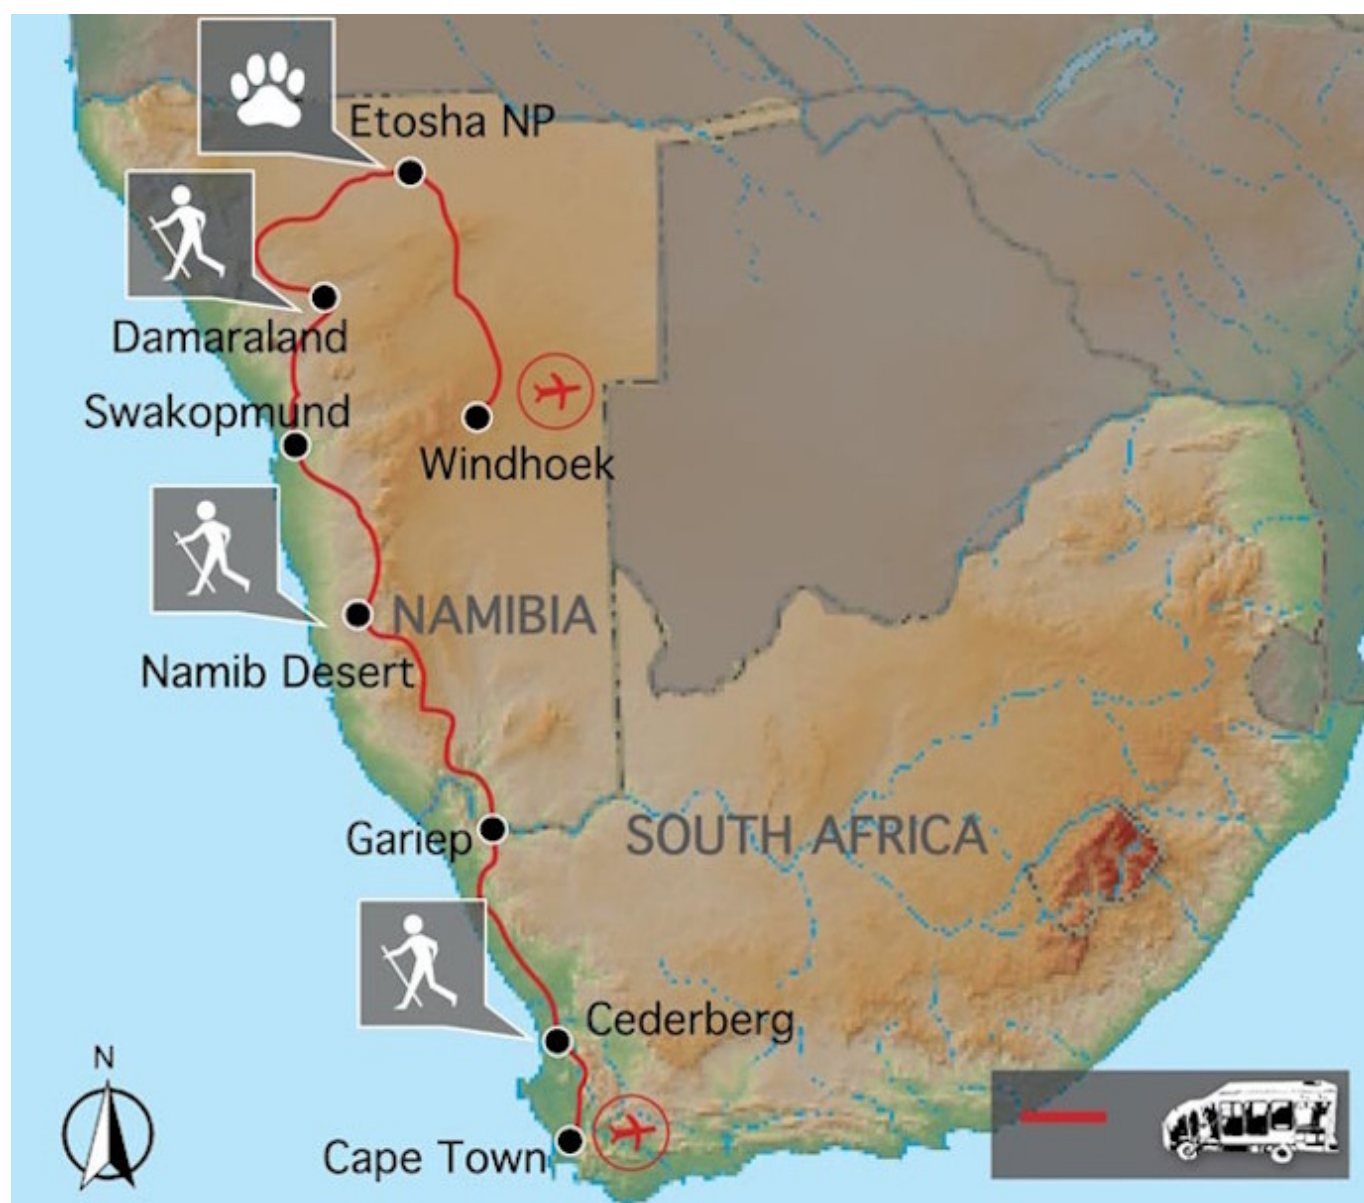 Etosha NP
Damaraland
Swakopmund
Windhoek
NAMIBIA
Namib Desert
Gariep
SOUTH AFRICA
Cederberg
N
Cape Town